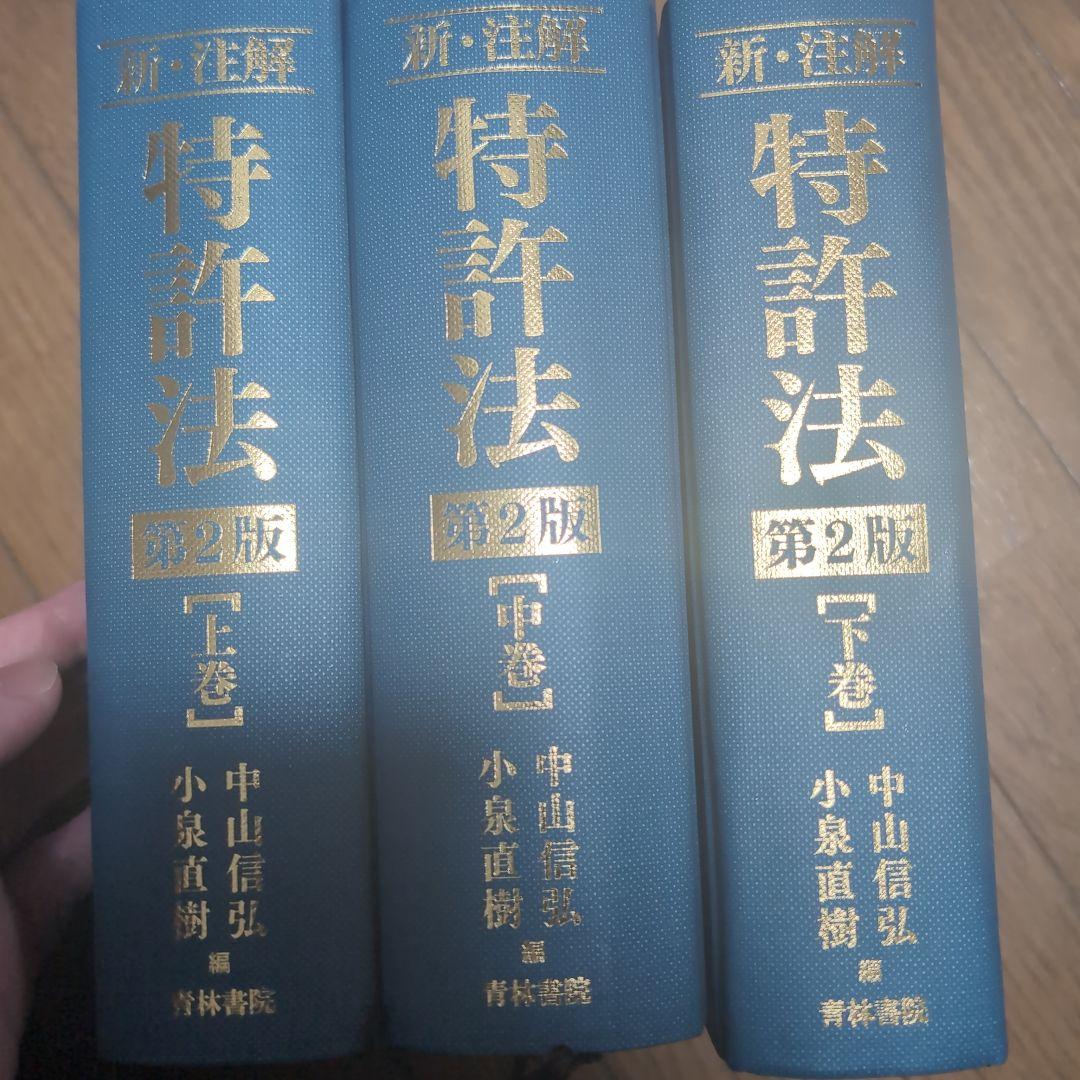 新・注解
特許法
第2版
［上巻］
中山信弘
小泉直樹
編
青林書院
新・注解
特許法
第2版
［中巻］
中山信弘
小泉直樹
編
青林書院
新・注解
特許法
第2版
［下巻］
中山信弘
小泉直樹
編
青林書院